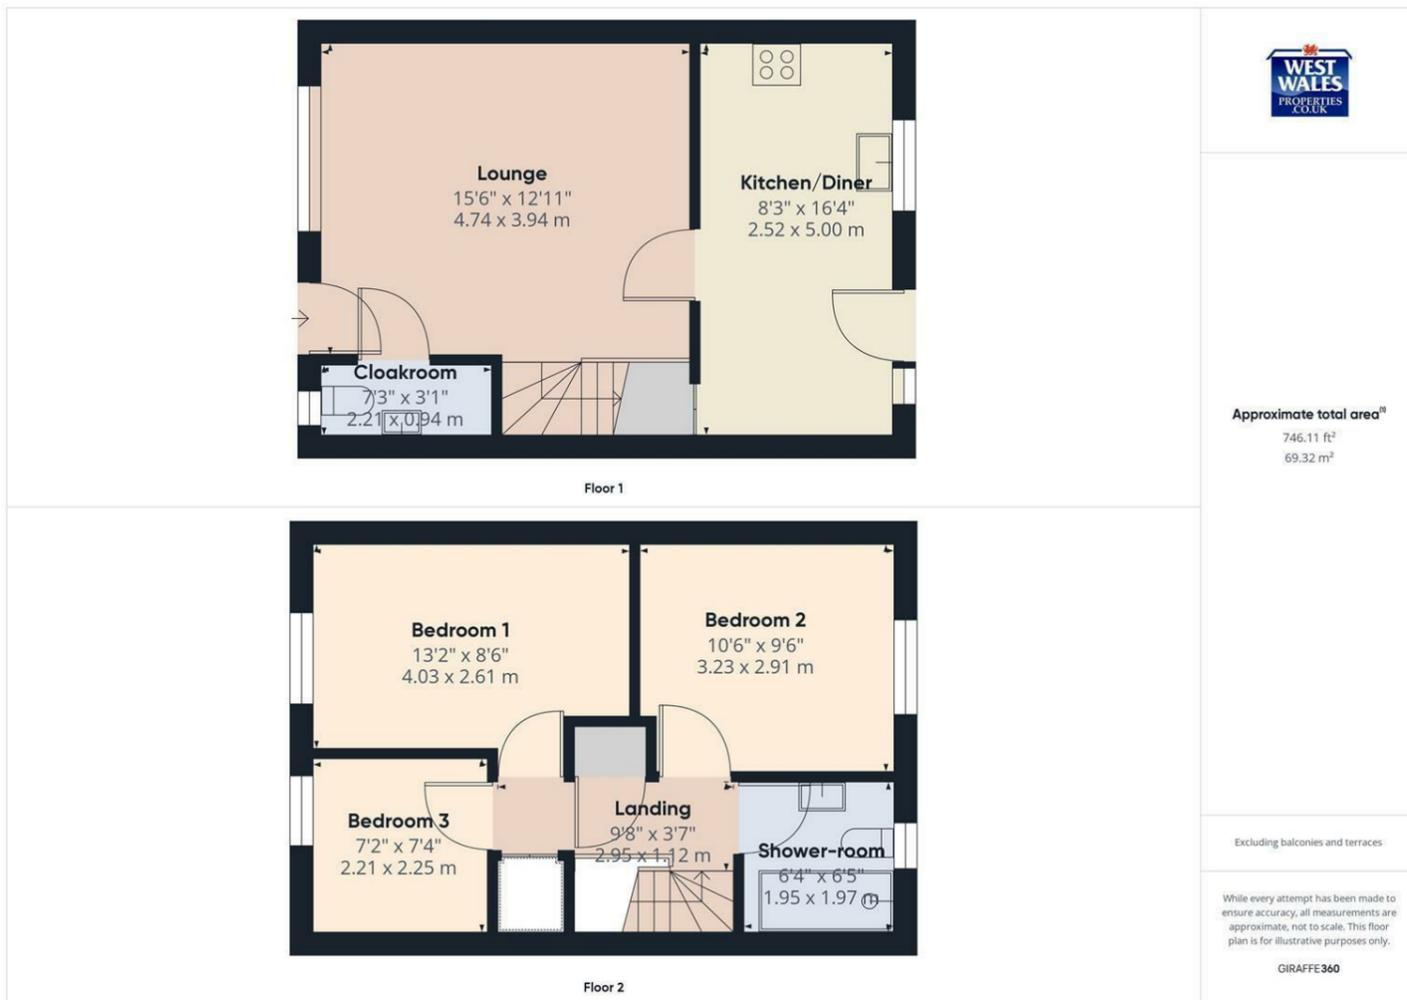 Lounge
15'6" x 12'11"
4.74 x 3.94 m
Kitchen/Diner
8'3" x 16'4"
2.52 x 5.00 m
Cloakroom
7'3" x 3'1"
2.21 x 0.94 m
Floor 1
Bedroom 1
13'2" x 8'6"
4.03 x 2.61 m
Bedroom 2
10'6" x 9'6"
3.23 x 2.91 m
Bedroom 3
7'2" x 7'4"
2.21 x 2.25 m
Landing
9'8" x 3'7"
2.95 x 1.12 m
Shower-room
6'4" x 6'5"
1.95 x 1.97 m
Floor 2
WEST
WALES
PROPERTIES
.CO.UK
Approximate total area⁽¹⁾
746.11 ft²
69.32 m²
Excluding balconies and terraces
While every attempt has been made to
ensure accuracy, all measurements are
approximate, not to scale. This floor
plan is for illustrative purposes only.
GIRAFFE360